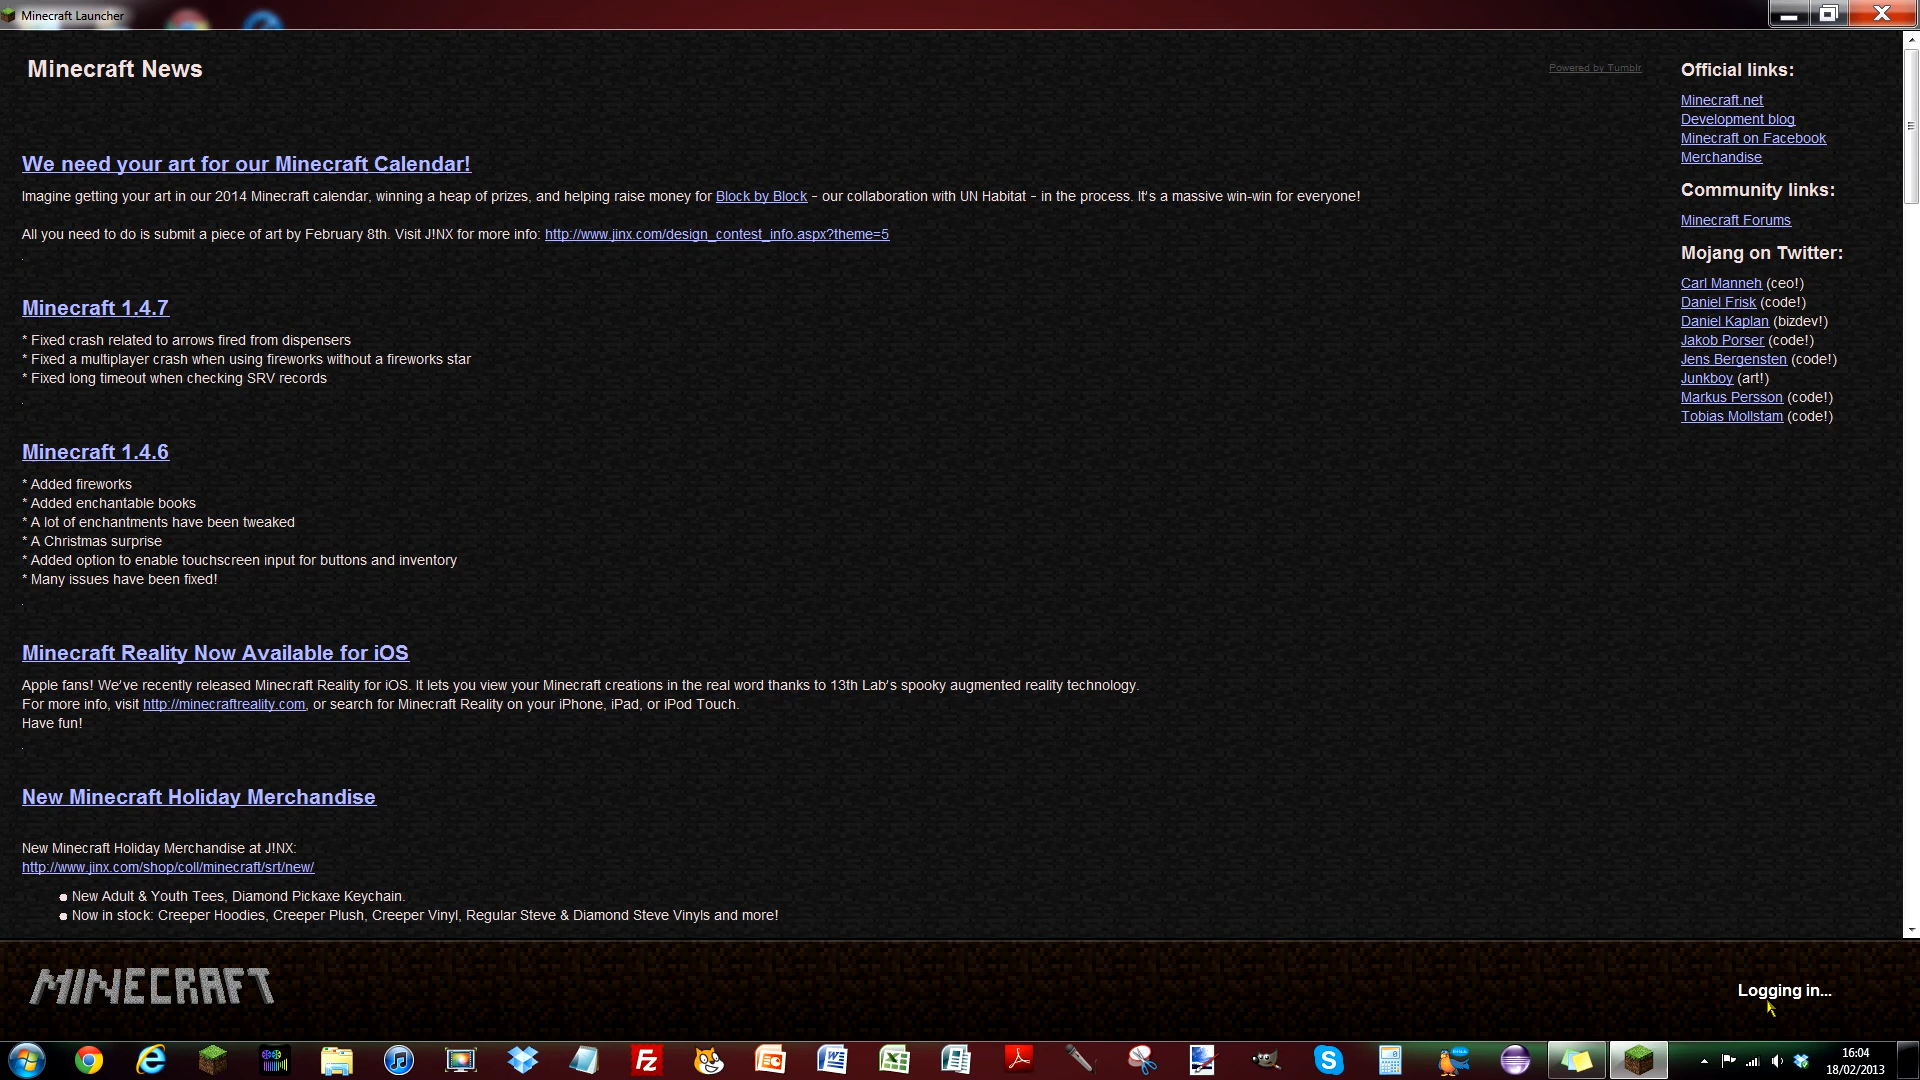 Minecraft Launcher
Minecraft News
Powered by Tumblr
We need your art for our Minecraft Calendar!
Imagine getting your art in our 2014 Minecraft calendar, winning a heap of prizes, and helping raise money for Block by Block - our collaboration with UN Habitat - in the process. It's a massive win-win for everyone!
All you need to do is submit a piece of art by February 8th. Visit J!NX for more info: http://www.jinx.com/design_contest_info.aspx?theme=5
.
Minecraft 1.4.7
* Fixed crash related to arrows fired from dispensers
* Fixed a multiplayer crash when using fireworks without a fireworks star
* Fixed long timeout when checking SRV records
.
Minecraft 1.4.6
* Added fireworks
* Added enchantable books
* A lot of enchantments have been tweaked
* A Christmas surprise
* Added option to enable touchscreen input for buttons and inventory
* Many issues have been fixed!
.
Minecraft Reality Now Available for iOS
Apple fans! We've recently released Minecraft Reality for iOS. It lets you view your Minecraft creations in the real word thanks to 13th Lab's spooky augmented reality technology.
For more info, visit http://minecraftreality.com, or search for Minecraft Reality on your iPhone, iPad, or iPod Touch.
Have fun!
.
New Minecraft Holiday Merchandise
New Minecraft Holiday Merchandise at J!NX:
http://www.jinx.com/shop/coll/minecraft/srt/new/
● New Adult & Youth Tees, Diamond Pickaxe Keychain.
● Now in stock: Creeper Hoodies, Creeper Plush, Creeper Vinyl, Regular Steve & Diamond Steve Vinyls and more!
Official links:
Minecraft.net
Development blog
Minecraft on Facebook
Merchandise
Community links:
Minecraft Forums
Mojang on Twitter:
Carl Manneh (ceo!)
Daniel Frisk (code!)
Daniel Kaplan (bizdev!)
Jakob Porser (code!)
Jens Bergensten (code!)
Junkboy (art!)
Markus Persson (code!)
Tobias Mollstam (code!)
MINECRAFT
Logging in...
16:04
18/02/2013